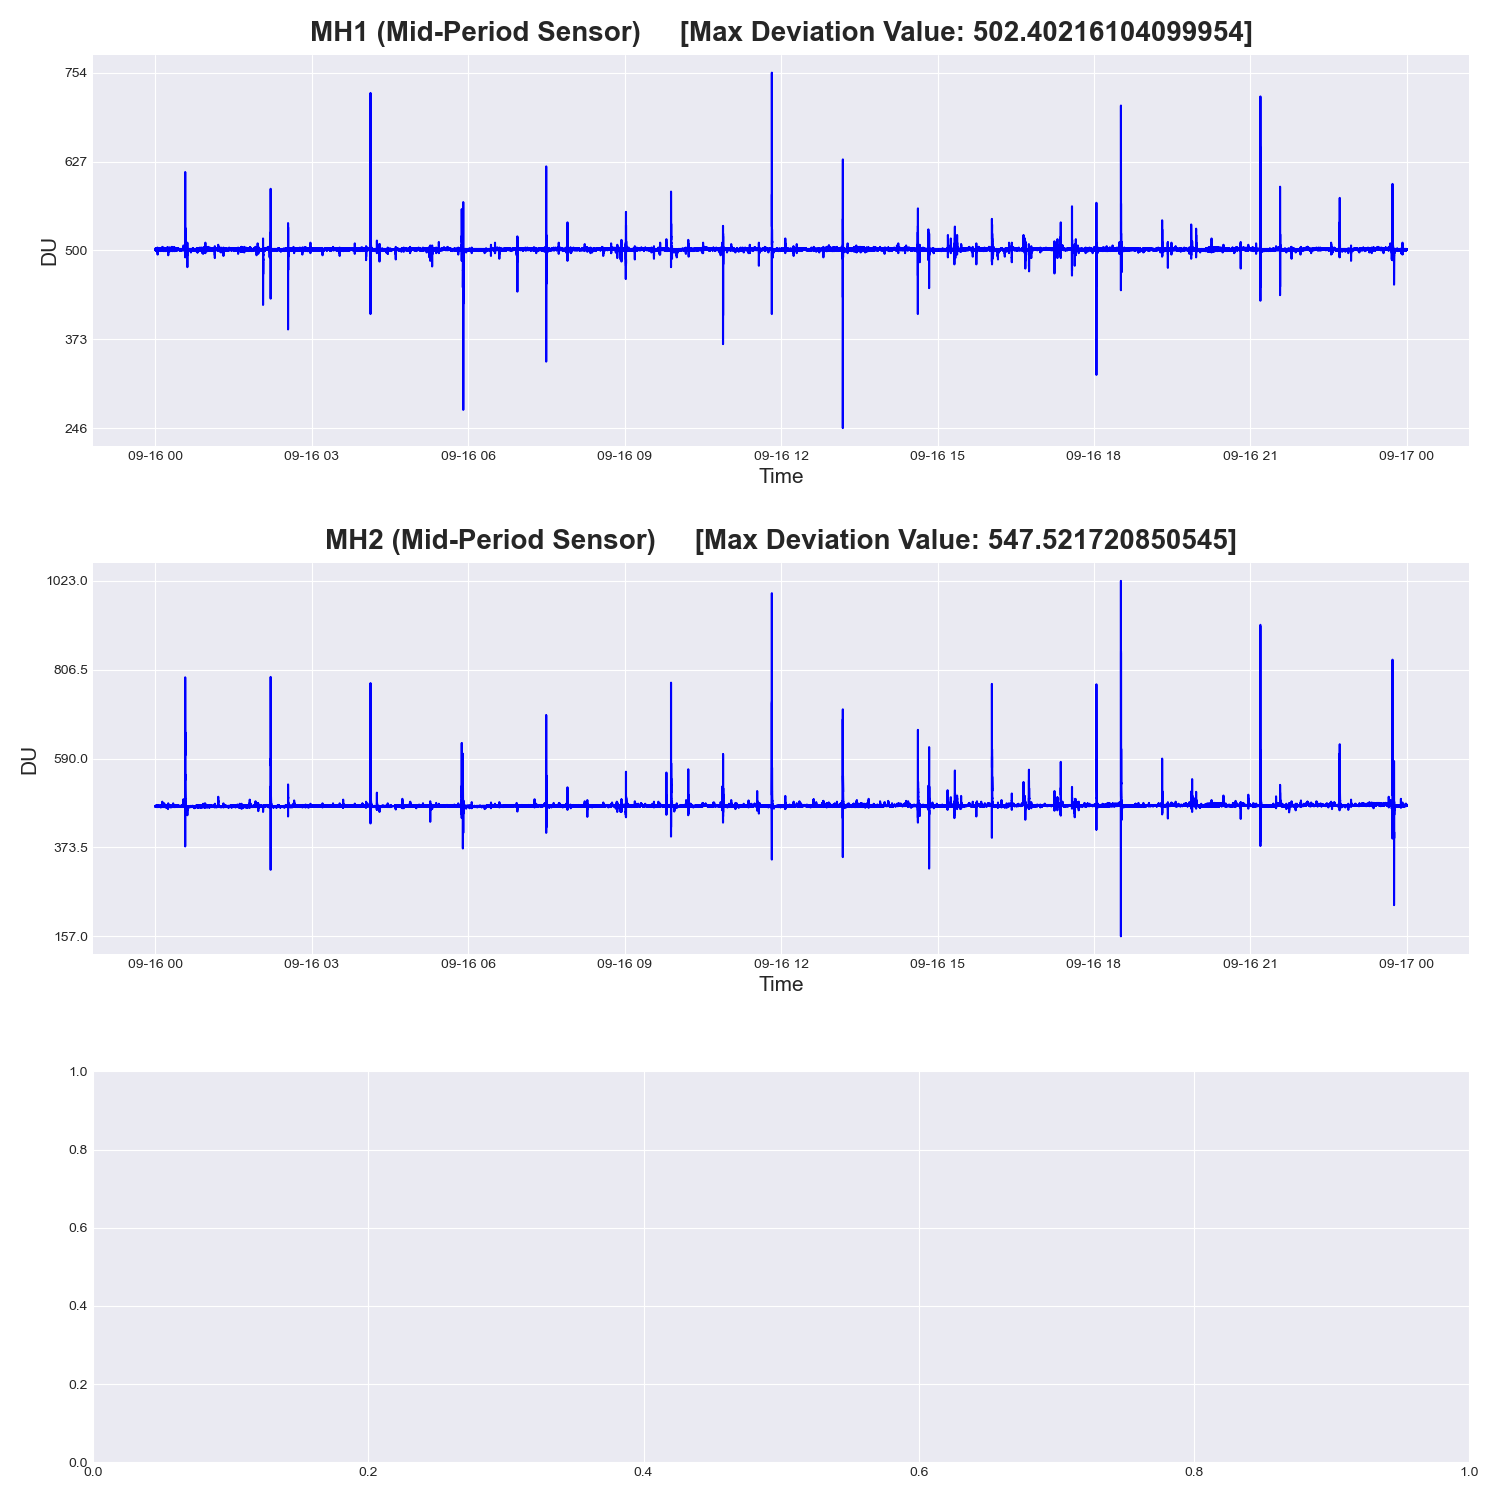 MH1 (Mid-Period Sensor) [Max Deviation Value: 502.40216104099954]
754
627
500
373
246
DU
09-16 00 09-16 03 09-16 06 09-16 09 09-16 12 09-16 15 09-16 18 09-16 21 09-17 00
Time
MH2 (Mid-Period Sensor) [Max Deviation Value: 547.521720850545]
1023.0
806.5
590.0
373.5
157.0
DU
09-16 00 09-16 03 09-16 06 09-16 09 09-16 12 09-16 15 09-16 18 09-16 21 09-17 00
Time
1.0
0.8
0.6
0.4
0.2
0.0
0.0 0.2 0.4 0.6 0.8 1.0